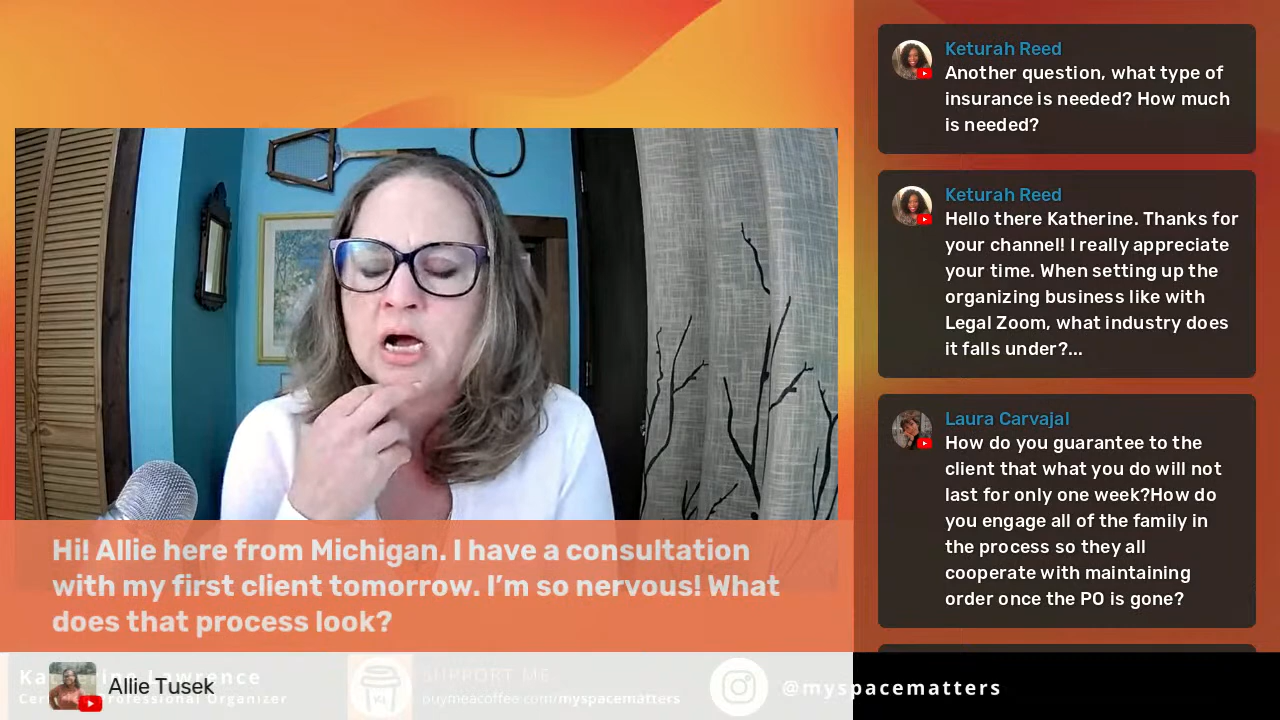 Keturah Reed
Another question, what type of
insurance is needed? How much
is needed?
Keturah Reed
Hello there Katherine. Thanks for
your channel! I really appreciate
your time. When setting up the
organizing business like with
Legal Zoom, what industry does
it falls under?...
Laura Carvajal
How do you guarantee to the
client that what you do will not
last for only one week?How do
you engage all of the family in
the process so they all
cooperate with maintaining
order once the PO is gone?
Hi! Allie here from Michigan. I have a consultation
with my first client tomorrow. I’m so nervous! What
does that process look?
Allie Tusek
Lawrence
Professional Organizer
SUPPORT ME
buymeacoffee.com/myspacematters
@myspacematters